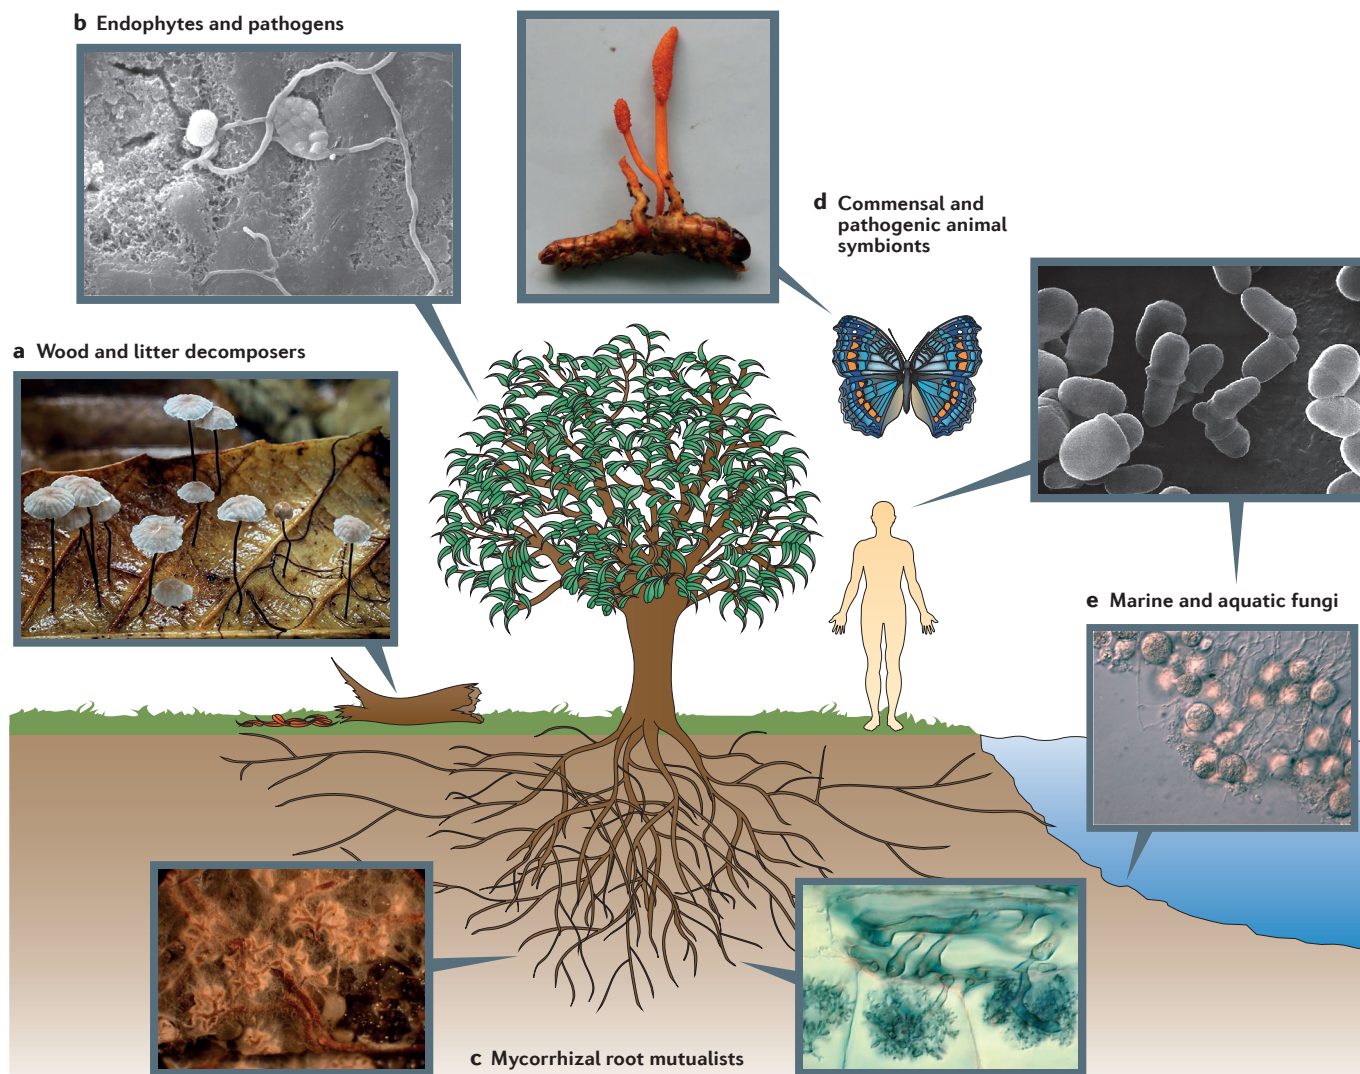 b Endophytes and pathogens
d Commensal and
pathogenic animal
symbionts
a Wood and litter decomposers
e Marine and aquatic fungi
c Mycorrhizal root mutualists